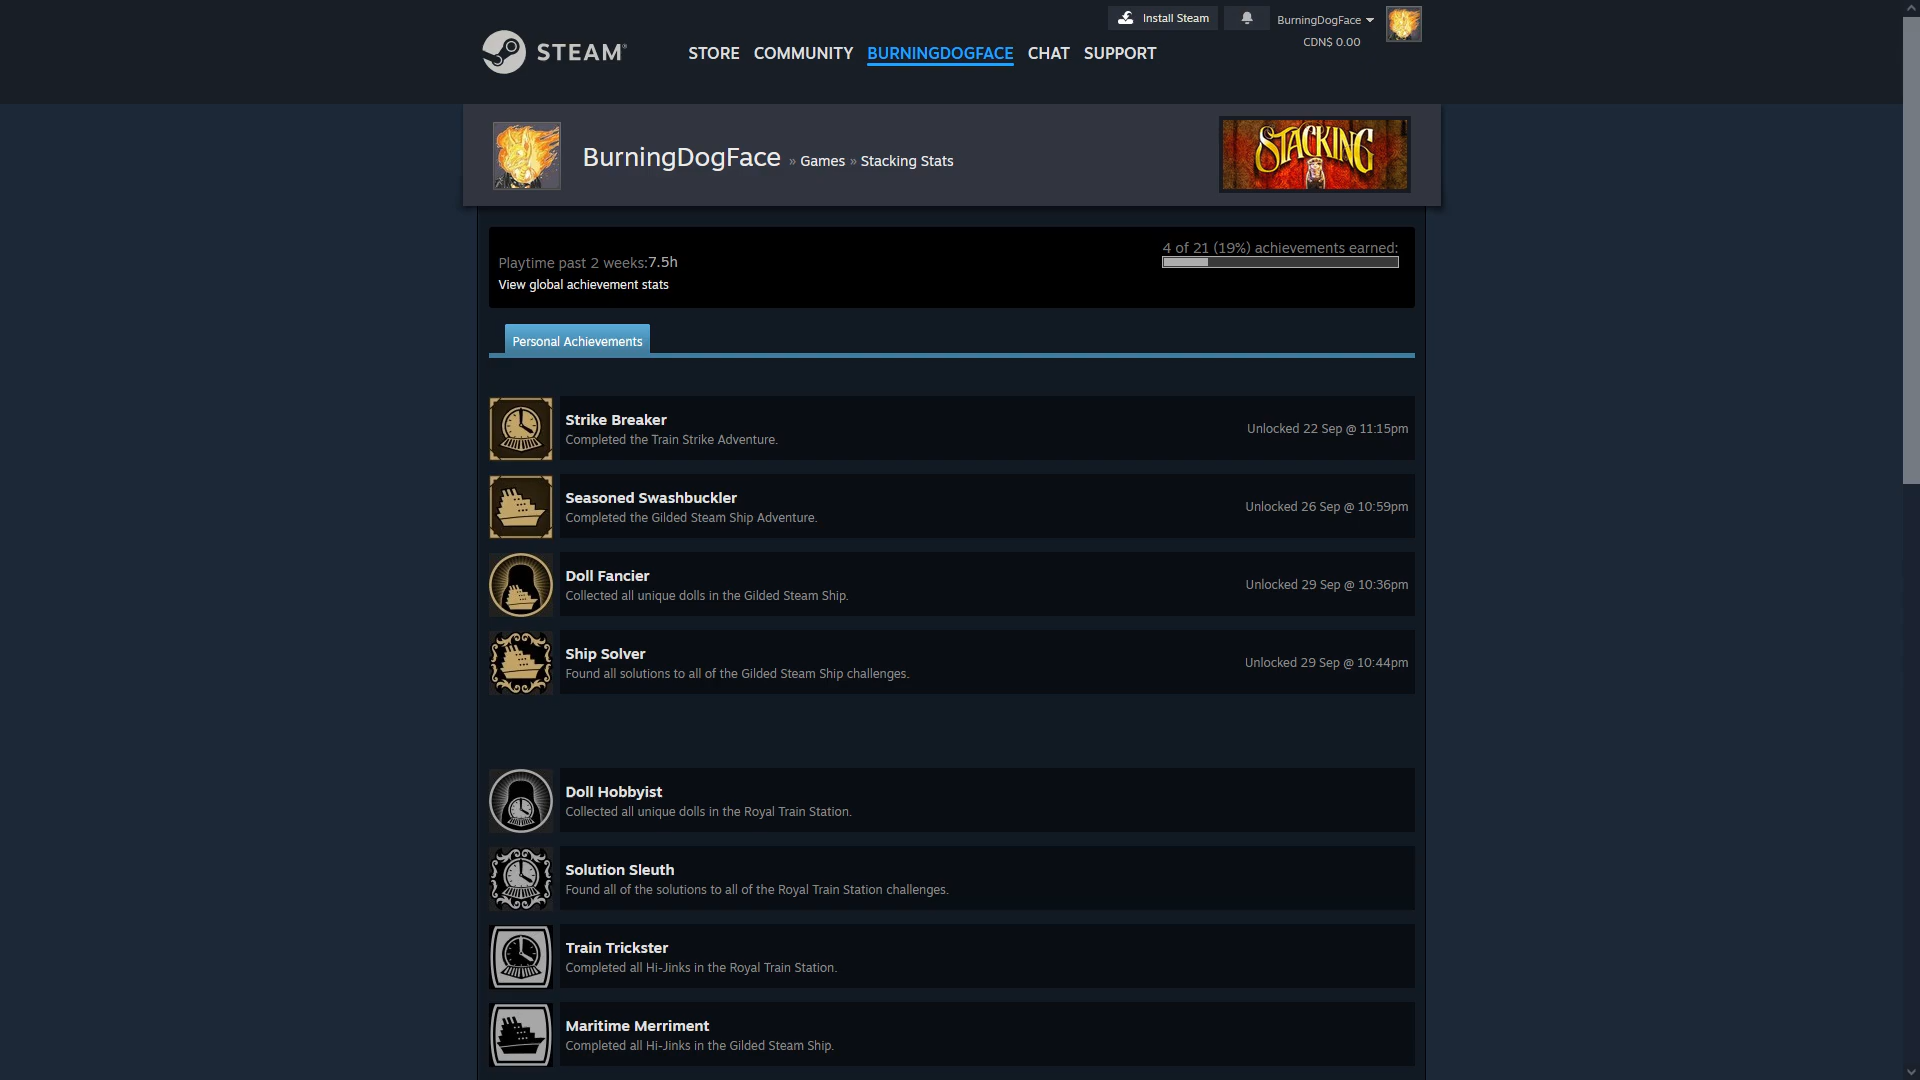 Install Steam
BurningDogFace
CDN$ 0.00
STEAM®
STORE COMMUNITY BURNINGDOGFACE CHAT SUPPORT
BurningDogFace » Games » Stacking Stats
STACKING
4 of 21 (19%) achievements earned:
Playtime past 2 weeks:7.5h
View global achievement stats
Personal Achievements
Strike Breaker
Completed the Train Strike Adventure.
Unlocked 22 Sep @ 11:15pm
Seasoned Swashbuckler
Completed the Gilded Steam Ship Adventure.
Unlocked 26 Sep @ 10:59pm
Doll Fancier
Collected all unique dolls in the Gilded Steam Ship.
Unlocked 29 Sep @ 10:36pm
Ship Solver
Found all solutions to all of the Gilded Steam Ship challenges.
Unlocked 29 Sep @ 10:44pm
Doll Hobbyist
Collected all unique dolls in the Royal Train Station.
Solution Sleuth
Found all of the solutions to all of the Royal Train Station challenges.
Train Trickster
Completed all Hi-Jinks in the Royal Train Station.
Maritime Merriment
Completed all Hi-Jinks in the Gilded Steam Ship.